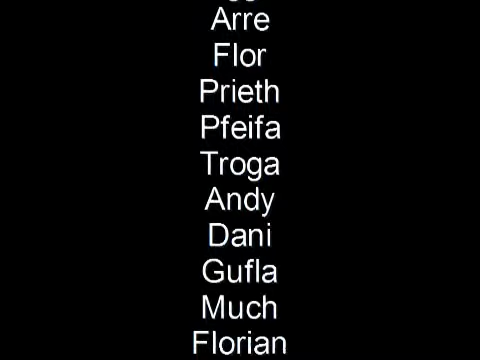 Arre
Flor
Prieth
Pfeifa
Troga
Andy
Dani
Gufla
Much
Florian